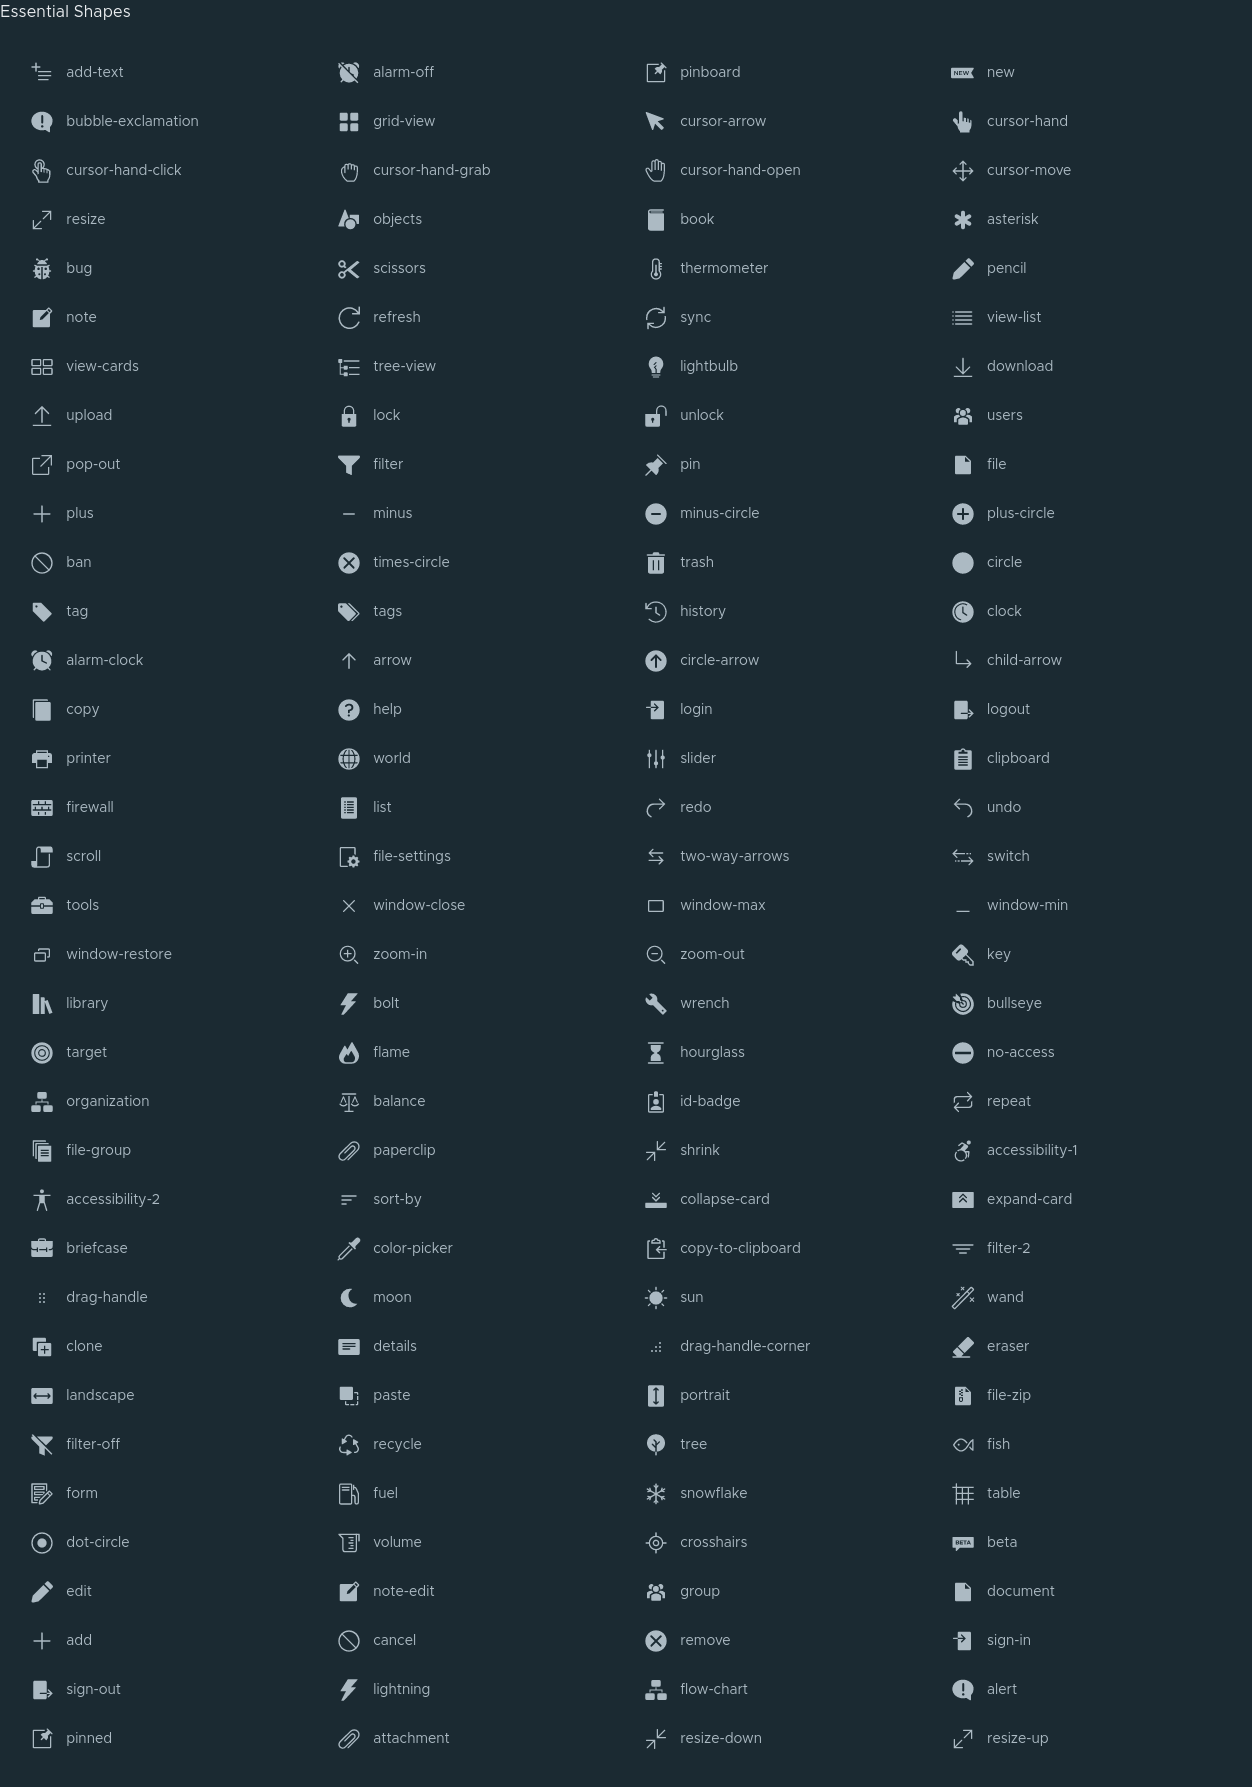 Essential Shapes
add-text alarm-off pinboard NEW new
bubble-exclamation grid-view cursor-arrow cursor-hand
cursor-hand-click cursor-hand-grab cursor-hand-open cursor-move
resize objects book asterisk
bug scissors thermometer pencil
note refresh sync view-list
view-cards tree-view lightbulb download
upload lock unlock users
pop-out filter pin file
plus minus minus-circle plus-circle
ban times-circle trash circle
tag tags history clock
alarm-clock arrow circle-arrow child-arrow
copy help login logout
printer world slider clipboard
firewall list redo undo
scroll file-settings two-way-arrows switch
tools window-close window-max window-min
window-restore zoom-in zoom-out key
library bolt wrench bullseye
target flame hourglass no-access
organization balance id-badge repeat
file-group paperclip shrink accessibility-1
accessibility-2 sort-by collapse-card expand-card
briefcase color-picker copy-to-clipboard filter-2
drag-handle moon sun wand
clone details drag-handle-corner eraser
landscape paste portrait file-zip
filter-off recycle tree fish
form fuel snowflake table
dot-circle volume crosshairs BETA beta
edit note-edit group document
add cancel remove sign-in
sign-out lightning flow-chart alert
pinned attachment resize-down resize-up